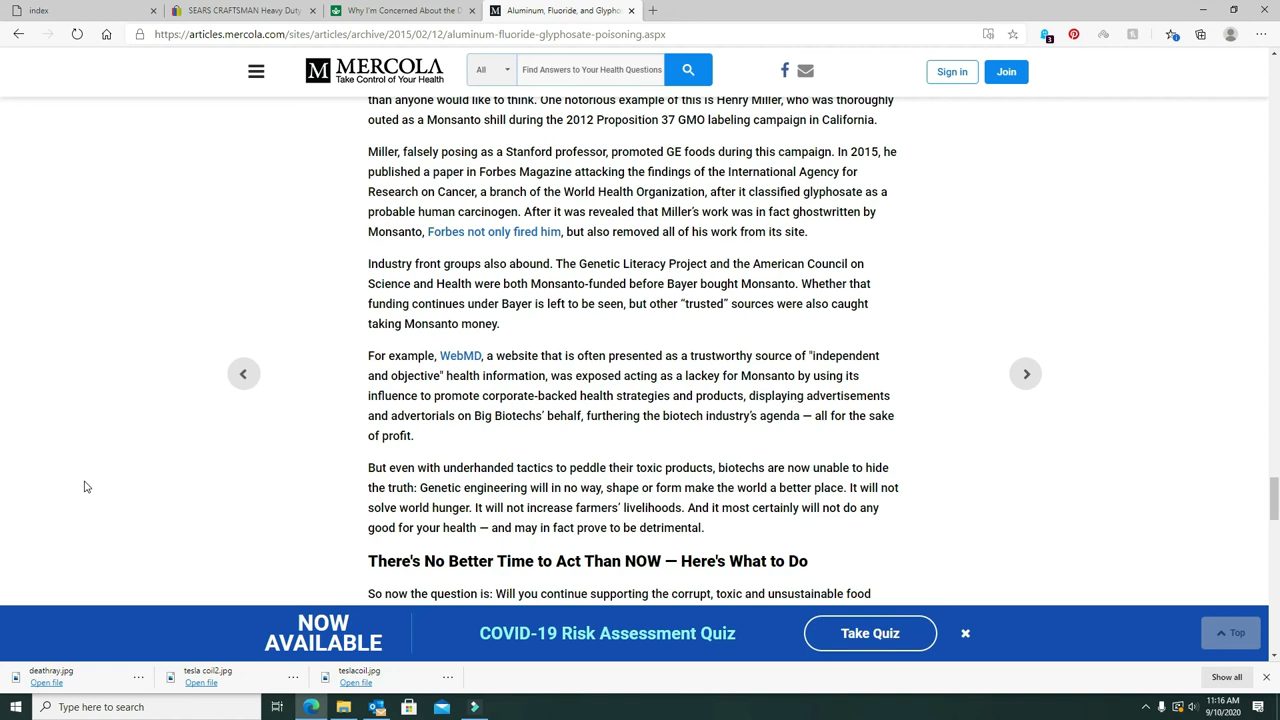 index
SEARS CRAFTSMAN Heavy Duty
Why I'm Concerned About the D
Aluminum, Fluoride, and Glypho
https://articles.mercola.com/sites/articles/archive/2015/02/12/aluminum-fluoride-glyphosate-poisoning.aspx
3
M MERCOLA
Take Control of Your Health
All
Find Answers to Your Health Questions
Sign in
Join
than anyone would like to think. One notorious example of this is Henry Miller, who was thoroughly
outed as a Monsanto shill during the 2012 Proposition 37 GMO labeling campaign in California.
Miller, falsely posing as a Stanford professor, promoted GE foods during this campaign. In 2015, he
published a paper in Forbes Magazine attacking the findings of the International Agency for
Research on Cancer, a branch of the World Health Organization, after it classified glyphosate as a
probable human carcinogen. After it was revealed that Miller's work was in fact ghostwritten by
Monsanto, Forbes not only fired him, but also removed all of his work from its site.
Industry front groups also abound. The Genetic Literacy Project and the American Council on
Science and Health were both Monsanto-funded before Bayer bought Monsanto. Whether that
funding continues under Bayer is left to be seen, but other “trusted” sources were also caught
taking Monsanto money.
For example, WebMD, a website that is often presented as a trustworthy source of "independent
and objective" health information, was exposed acting as a lackey for Monsanto by using its
influence to promote corporate-backed health strategies and products, displaying advertisements
and advertorials on Big Biotechs’ behalf, furthering the biotech industry’s agenda — all for the sake
of profit.
But even with underhanded tactics to peddle their toxic products, biotechs are now unable to hide
the truth: Genetic engineering will in no way, shape or form make the world a better place. It will not
solve world hunger. It will not increase farmers’ livelihoods. And it most certainly will not do any
good for your health — and may in fact prove to be detrimental.
There's No Better Time to Act Than NOW — Here's What to Do
So now the question is: Will you continue supporting the corrupt, toxic and unsustainable food
NOW
AVAILABLE
COVID-19 Risk Assessment Quiz
Take Quiz
Top
deathray.jpg
Open file
tesla coil2.jpg
Open file
teslacoil.jpg
Open file
Show all
Type here to search
11:16 AM
9/10/2020